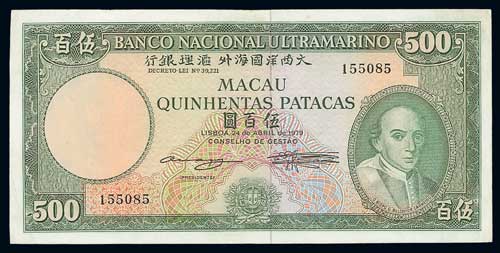 伍百 BANCO NACIONAL ULTRAMARINO 500
行銀理滙 外海國洋西大
DECRETO-LEI Nº 39,221
155085
MACAU
QUINHENTAS PATACAS
圓百伍
LISBOA, 24 de ABRIL de 1979
CONSELHO DE GESTÃO
PRESIDENTE
155085
500
伍百